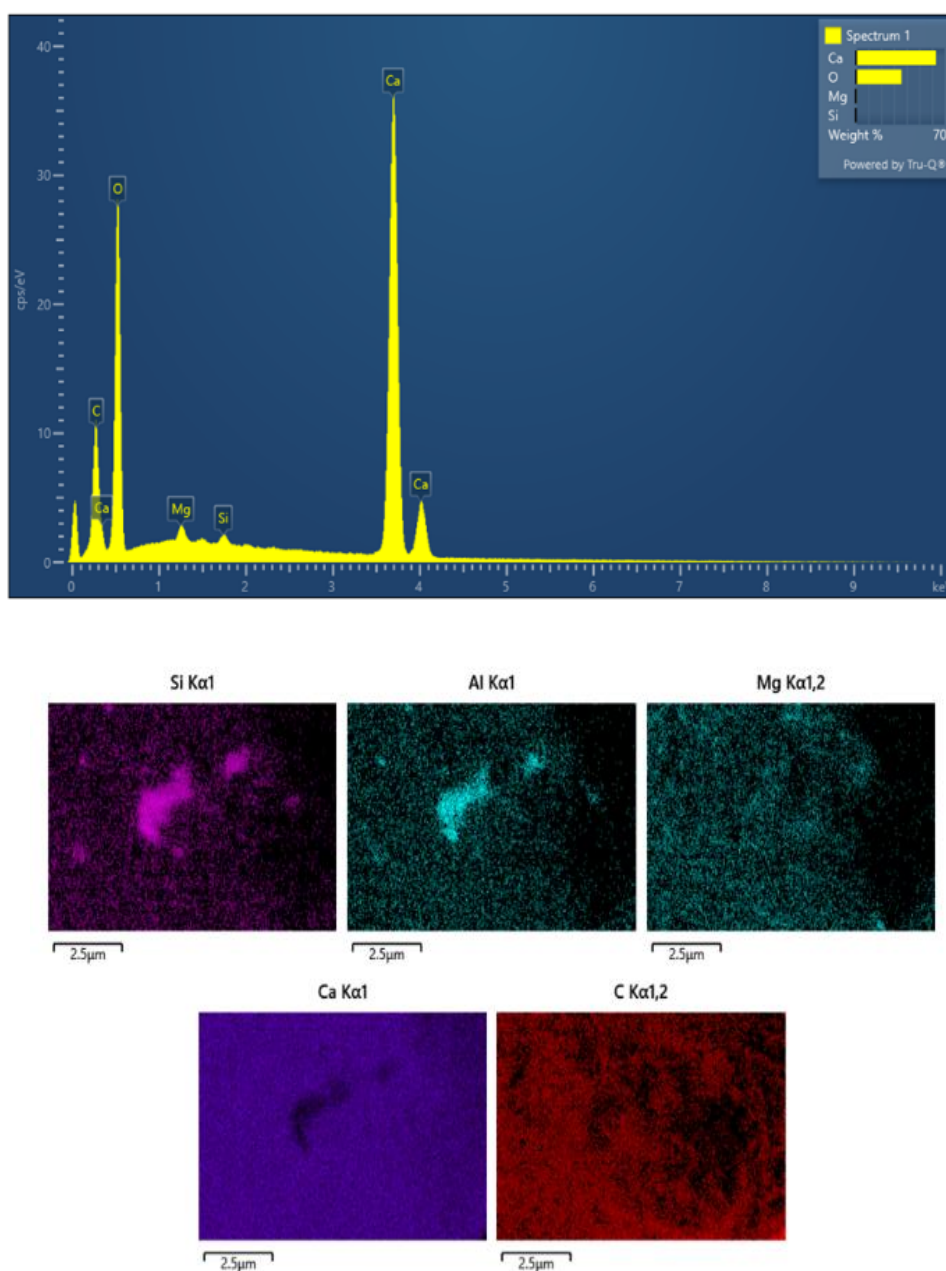 40
30
20
10
0
cps/eV
Ca
O
C
Ca
Mg
Si
Ca
0 1 2 3 4 5 6 7 8 9 ke
Spectrum 1
Ca
O
Mg
Si
Weight % 70
Powered by Tru-Q®
Si Kα1 Al Kα1 Mg Kα1,2
2.5µm 2.5µm 2.5µm
Ca Kα1 C Kα1,2
2.5µm 2.5µm